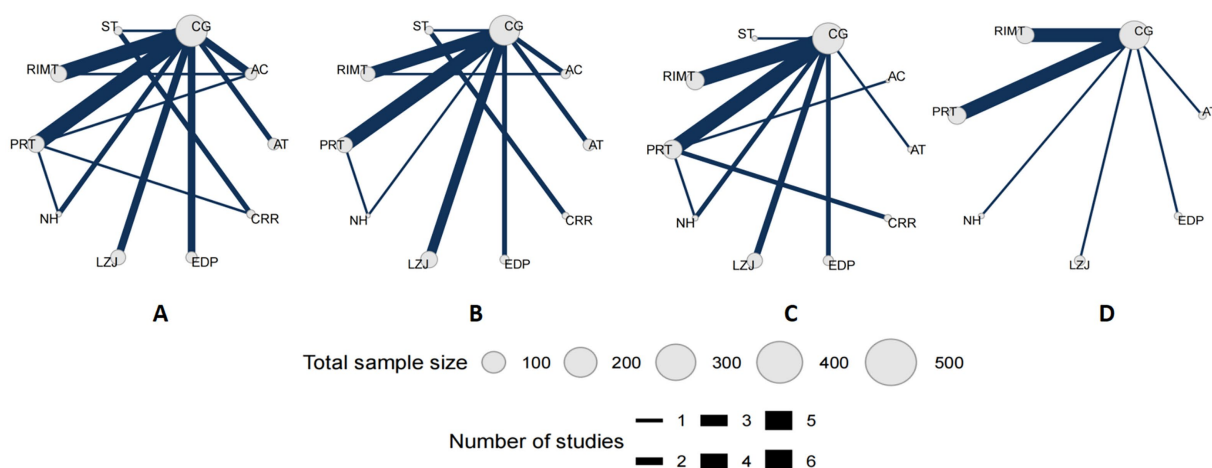 ST CG
RIMT AC
PRT AT
NH CRR
LZJ EDP
A
ST CG
RIMT AC
PRT AT
NH CRR
LZJ EDP
B
ST CG
RIMT AC
PRT AT
NH CRR
LZJ EDP
C
RIMT CG
PRT
NH EDP
LZJ
D
Total sample size 100 200 300 400 500
Number of studies
1 3 5
2 4 6